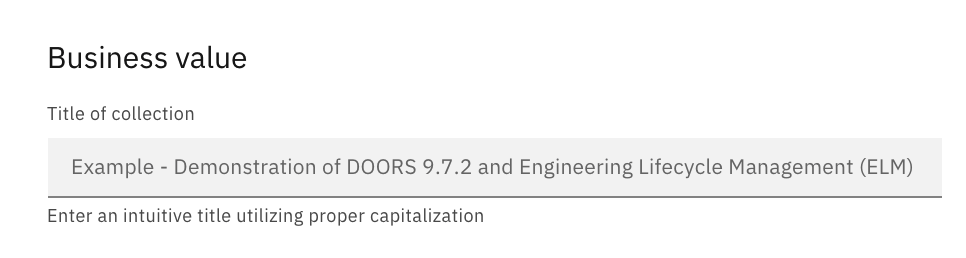 Business value
Title of collection
Example - Demonstration of DOORS 9.7.2 and Engineering Lifecycle Management (ELM)
Enter an intuitive title utilizing proper capitalization